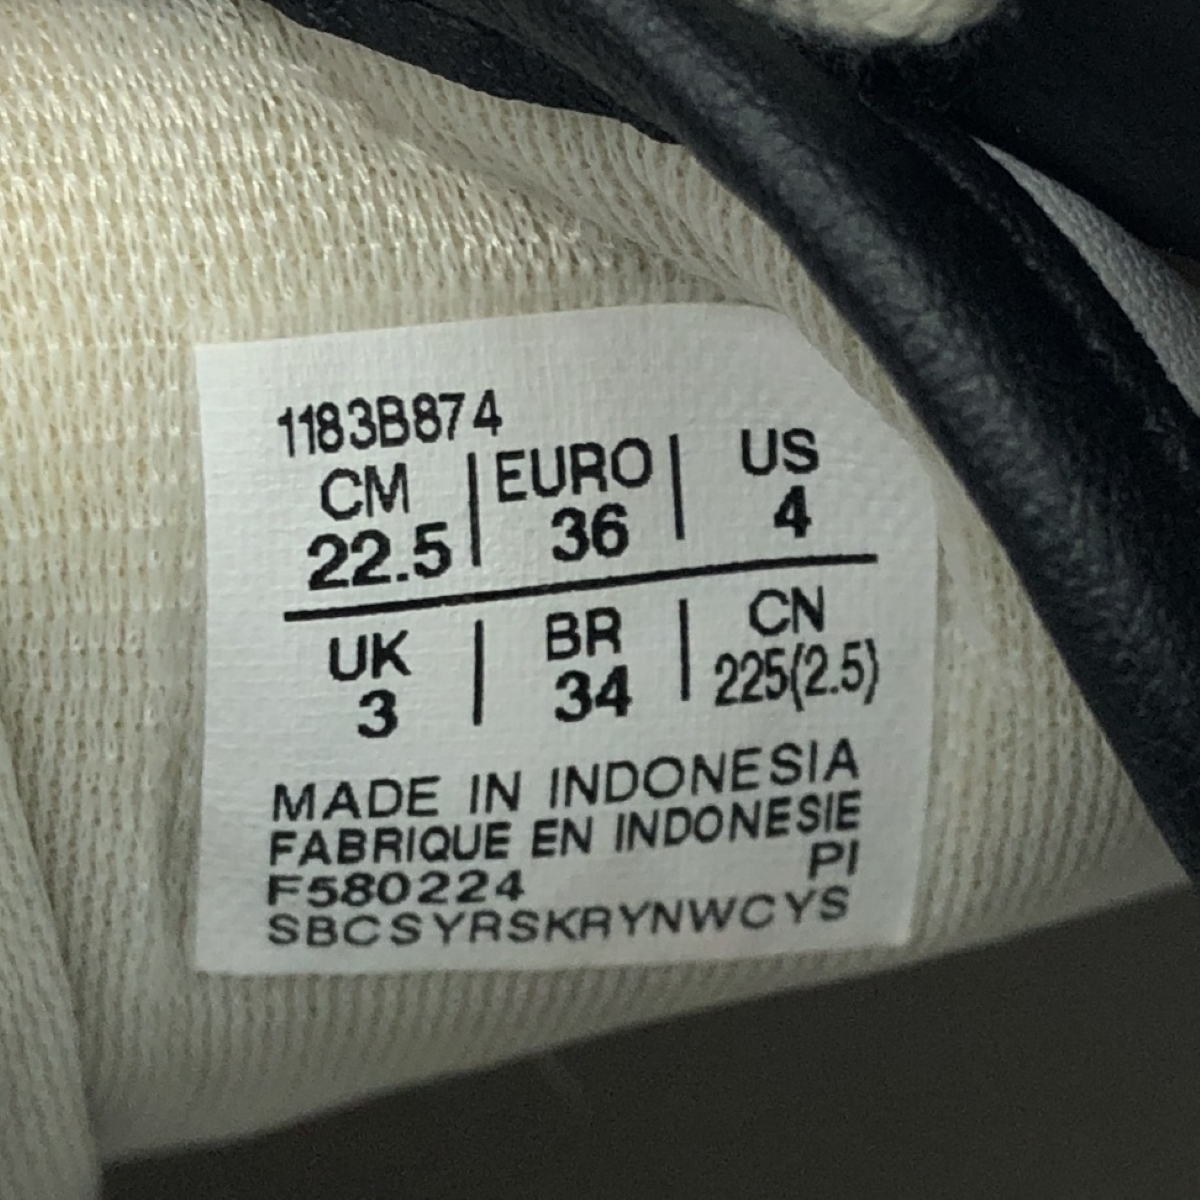 1183B874
CM | EURO | US
22.5 | 36 | 4
UK | BR | CN
3 | 34 | 225(2.5)
MADE IN INDONESIA
FABRIQUE EN INDONESIE
F580224 PI
SBCSYRSKRYNWCYS